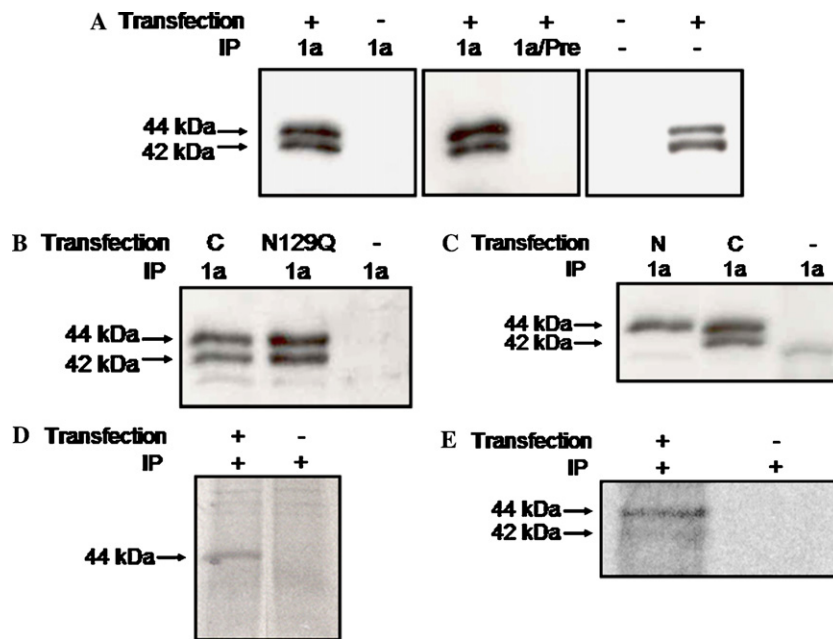 A Transfection + - + + - +
IP 1a 1a 1a 1a/Pre - -
44 kDa
42 kDa
B Transfection C N129Q -
IP 1a 1a 1a
44 kDa
42 kDa
C Transfection N C -
IP 1a 1a 1a
44 kDa
42 kDa
D Transfection + -
IP + +
44 kDa
E Transfection + -
IP + +
44 kDa
42 kDa